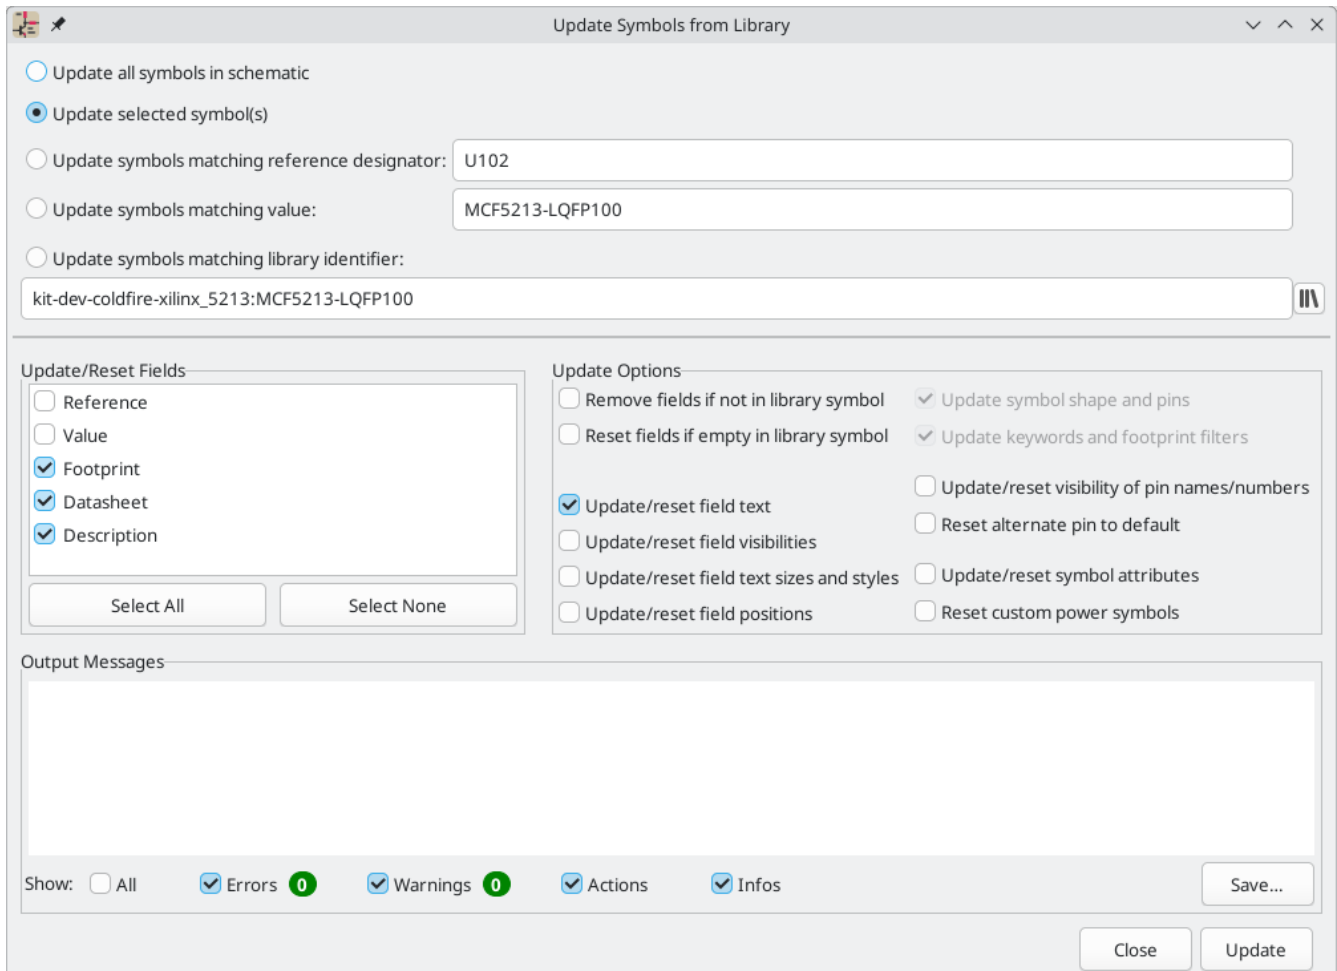 Update Symbols from Library
Update all symbols in schematic
Update selected symbol(s)
Update symbols matching reference designator: U102
Update symbols matching value: MCF5213-LQFP100
Update symbols matching library identifier:
kit-dev-coldfire-xilinx_5213:MCF5213-LQFP100
Update/Reset Fields
Reference
Value
Footprint
Datasheet
Description
Select All
Select None
Update Options
Remove fields if not in library symbol
Reset fields if empty in library symbol
Update/reset field text
Update/reset field visibilities
Update/reset field text sizes and styles
Update/reset field positions
Update symbol shape and pins
Update keywords and footprint filters
Update/reset visibility of pin names/numbers
Reset alternate pin to default
Update/reset symbol attributes
Reset custom power symbols
Output Messages
Show: All Errors 0 Warnings 0 Actions Infos Save...
Close Update